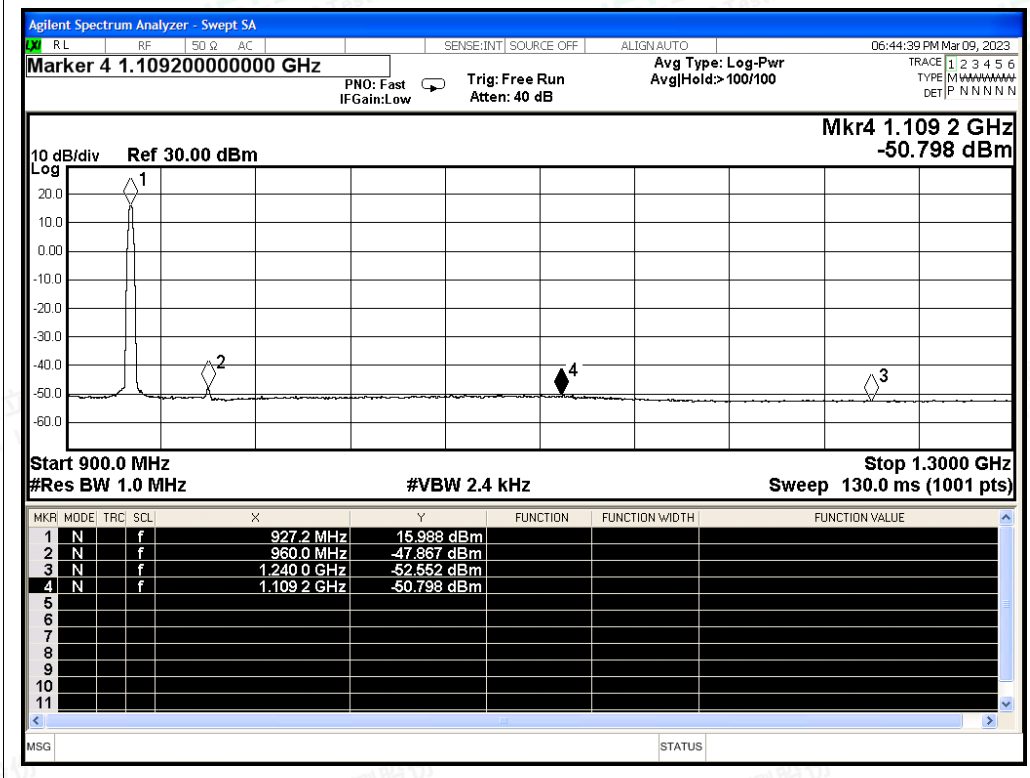 Agilent Spectrum Analyzer - Swept SA
LXI RL RF 50 Ω AC SENSE:INT SOURCE OFF ALIGNAUTO 06:44:39 PM Mar 09, 2023
Marker 4 1.109200000000 GHz
PNO: Fast
IFGain:Low
Trig: Free Run
Atten: 40 dB
Avg Type: Log-Pwr
Avg|Hold:>100/100
TRACE 1 2 3 4 5 6
TYPE M
DET P N N N N N
Mkr4 1.109 2 GHz
-50.798 dBm
10 dB/div Ref 30.00 dBm
Log
20.0
10.0
0.00
-10.0
-20.0
-30.0
-40.0
-50.0
-60.0
1
2
4
3
Start 900.0 MHz Stop 1.3000 GHz
#Res BW 1.0 MHz #VBW 2.4 kHz Sweep 130.0 ms (1001 pts)
MKR MODE TRC SCL X Y FUNCTION FUNCTION WIDTH FUNCTION VALUE
1 N f 927.2 MHz 15.988 dBm
2 N f 960.0 MHz -47.867 dBm
3 N f 1.240 0 GHz -52.552 dBm
4 N f 1.109 2 GHz -50.798 dBm
5
6
7
8
9
10
11
MSG STATUS